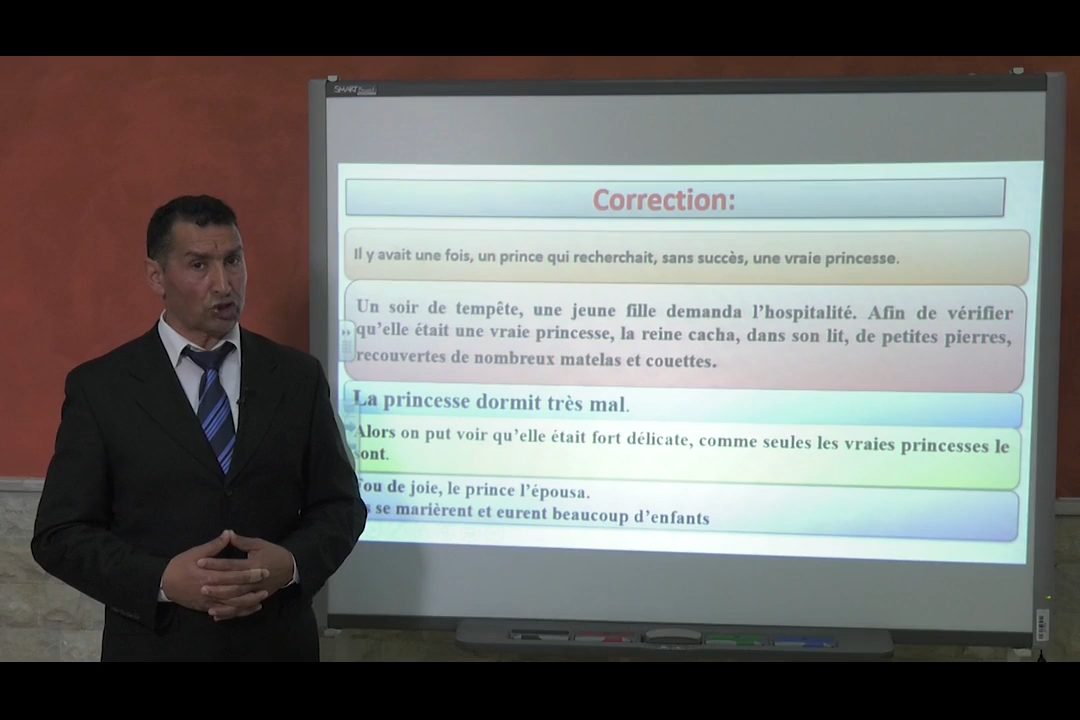 SMART Board
Correction:
Il y avait une fois, un prince qui recherchait, sans succès, une vraie princesse.
Un soir de tempête, une jeune fille demanda l'hospitalité. Afin de vérifier
qu'elle était une vraie princesse, la reine cacha, dans son lit, de petites pierres,
recouvertes de nombreux matelas et couettes.
La princesse dormit très mal.
Alors on put voir qu'elle était fort délicate, comme seules les vraies princesses le
sont.
ou de joie, le prince l'épousa.
s se marièrent et eurent beaucoup d'enfants